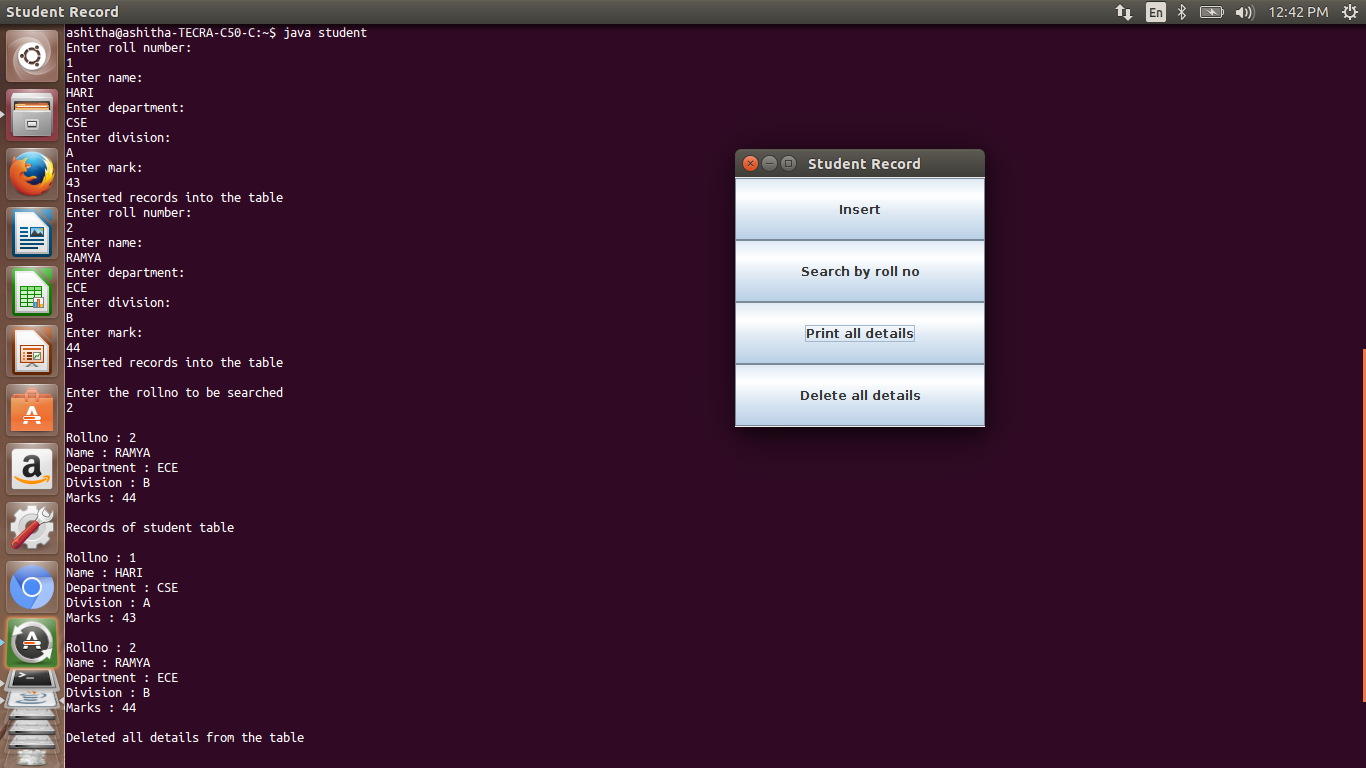 Student Record
En
12:42 PM
ashitha@ashitha-TECRA-C50-C:~$ java student
Enter roll number:
1
Enter name:
HARI
Enter department:
CSE
Enter division:
A
Enter mark:
43
Inserted records into the table
Enter roll number:
2
Enter name:
RAMYA
Enter department:
ECE
Enter division:
B
Enter mark:
44
Inserted records into the table
Enter the rollno to be searched
2
Rollno : 2
Name : RAMYA
Department : ECE
Division : B
Marks : 44
Records of student table
Rollno : 1
Name : HARI
Department : CSE
Division : A
Marks : 43
Rollno : 2
Name : RAMYA
Department : ECE
Division : B
Marks : 44
Deleted all details from the table
Student Record
Insert
Search by roll no
Print all details
Delete all details